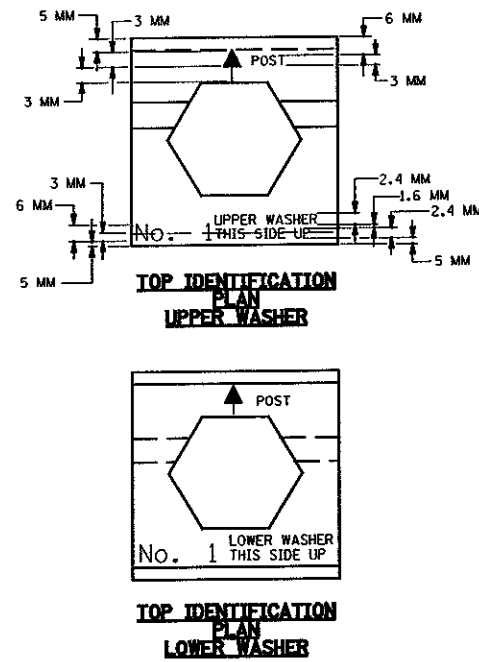 5 MM
3 MM
6 MM
POST
3 MM
3 MM
3 MM
2.4 MM
1.6 MM
2.4 MM
6 MM
UPPER WASHER
No. 1 THIS SIDE UP
5 MM
5 MM
TOP IDENTIFICATION
PLAN
UPPER WASHER
POST
LOWER WASHER
No. 1 THIS SIDE UP
TOP IDENTIFICATION
PLAN
LOWER WASHER